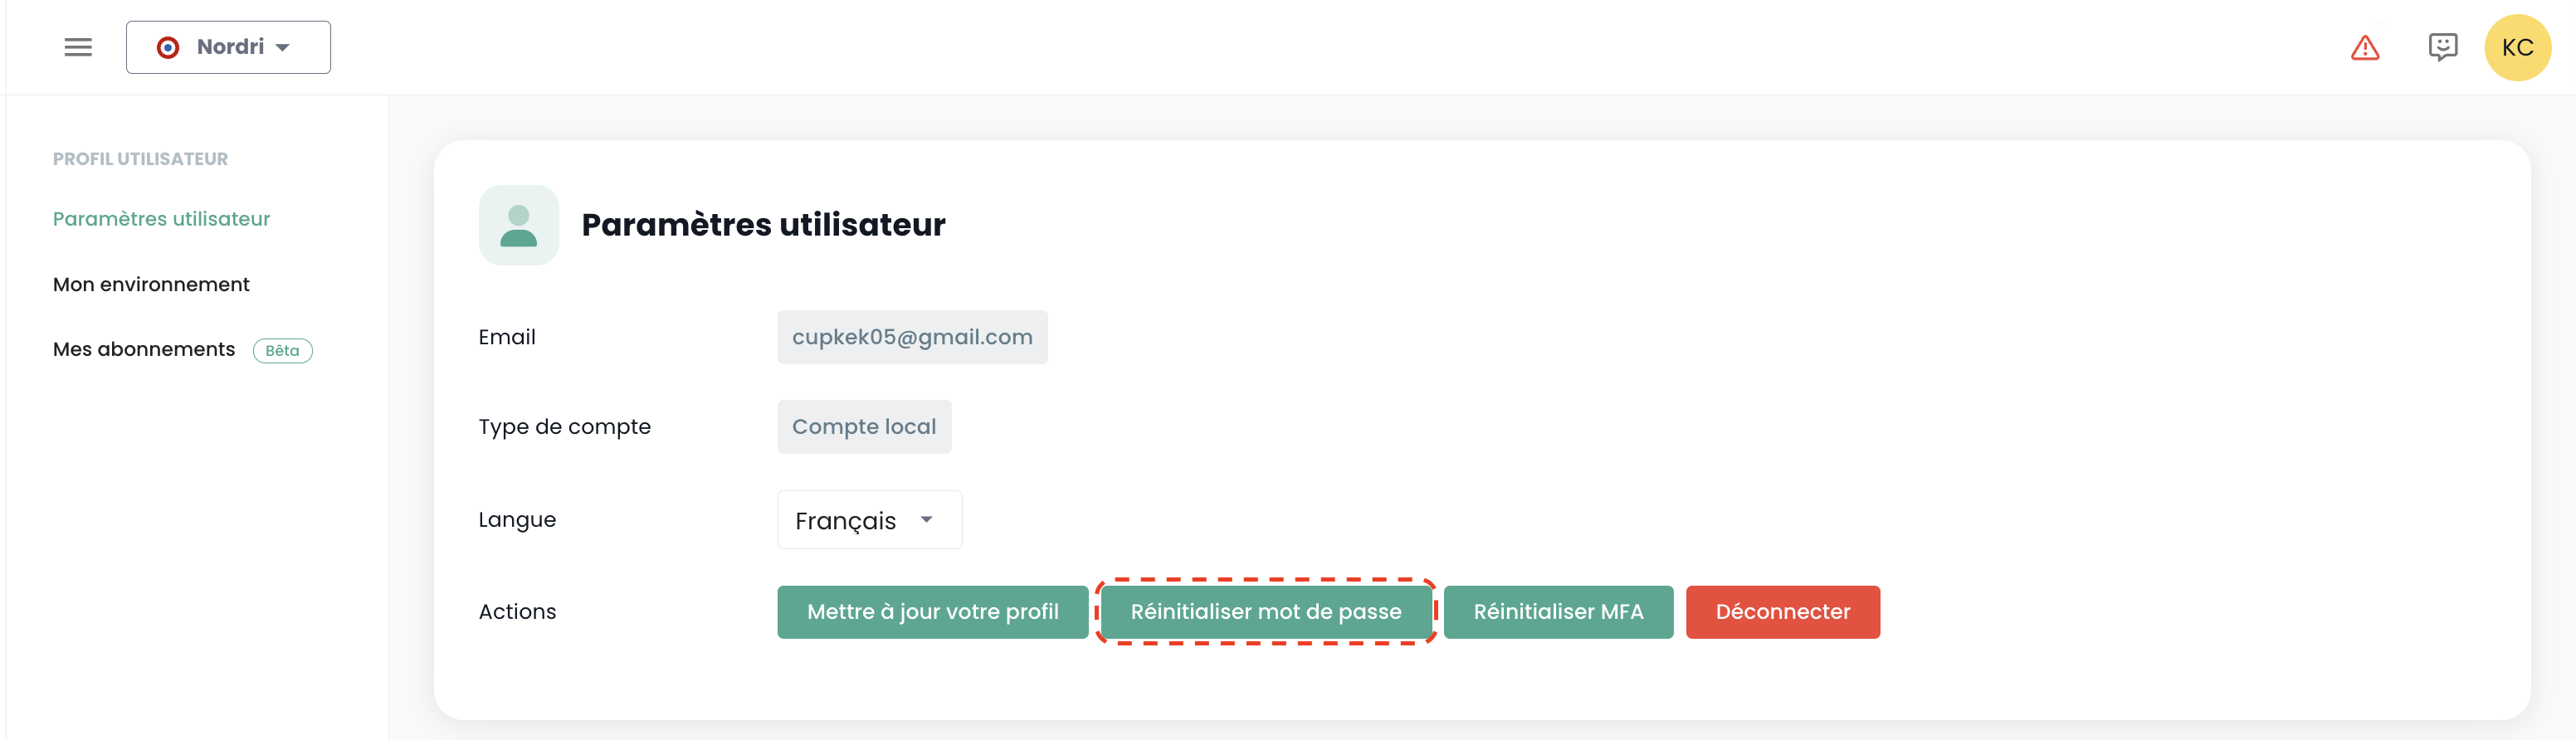 Nordri
KC
PROFIL UTILISATEUR
Paramètres utilisateur
Mon environnement
Mes abonnements Bêta
Paramètres utilisateur
Email cupkek05@gmail.com
Type de compte Compte local
Langue Français
Actions Mettre à jour votre profil Réinitialiser mot de passe Réinitialiser MFA Déconnecter